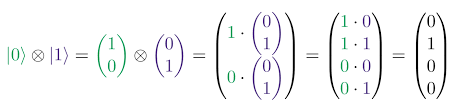 |0⟩ ⊗ |1⟩ = (1 0) ⊗ (0 1) = (1 · (0 1) 0 · (0 1)) = (1 · 0 1 · 1 0 · 0 0 · 1) = (0 1 0 0)